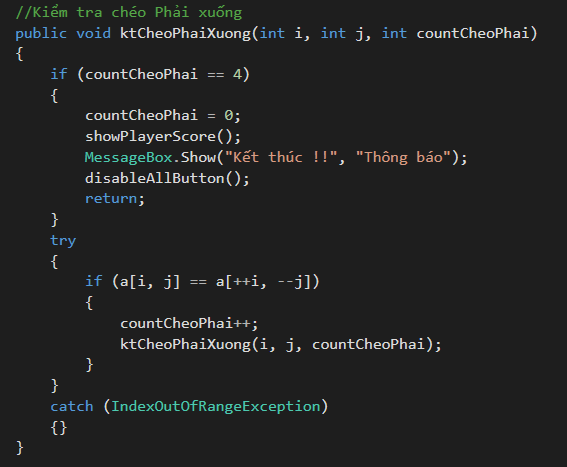 //Kiểm tra chéo Phải xuống
public void ktCheoPhaiXuong(int i, int j, int countCheoPhai)
{
    if (countCheoPhai == 4)
    {
        countCheoPhai = 0;
        showPlayerScore();
        MessageBox.Show("Kết thúc !!", "Thông báo");
        disableAllButton();
        return;
    }
    try
    {
        if (a[i, j] == a[++i, --j])
        {
            countCheoPhai++;
            ktCheoPhaiXuong(i, j, countCheoPhai);
        }
    }
    catch (IndexOutOfRangeException)
    {}
}